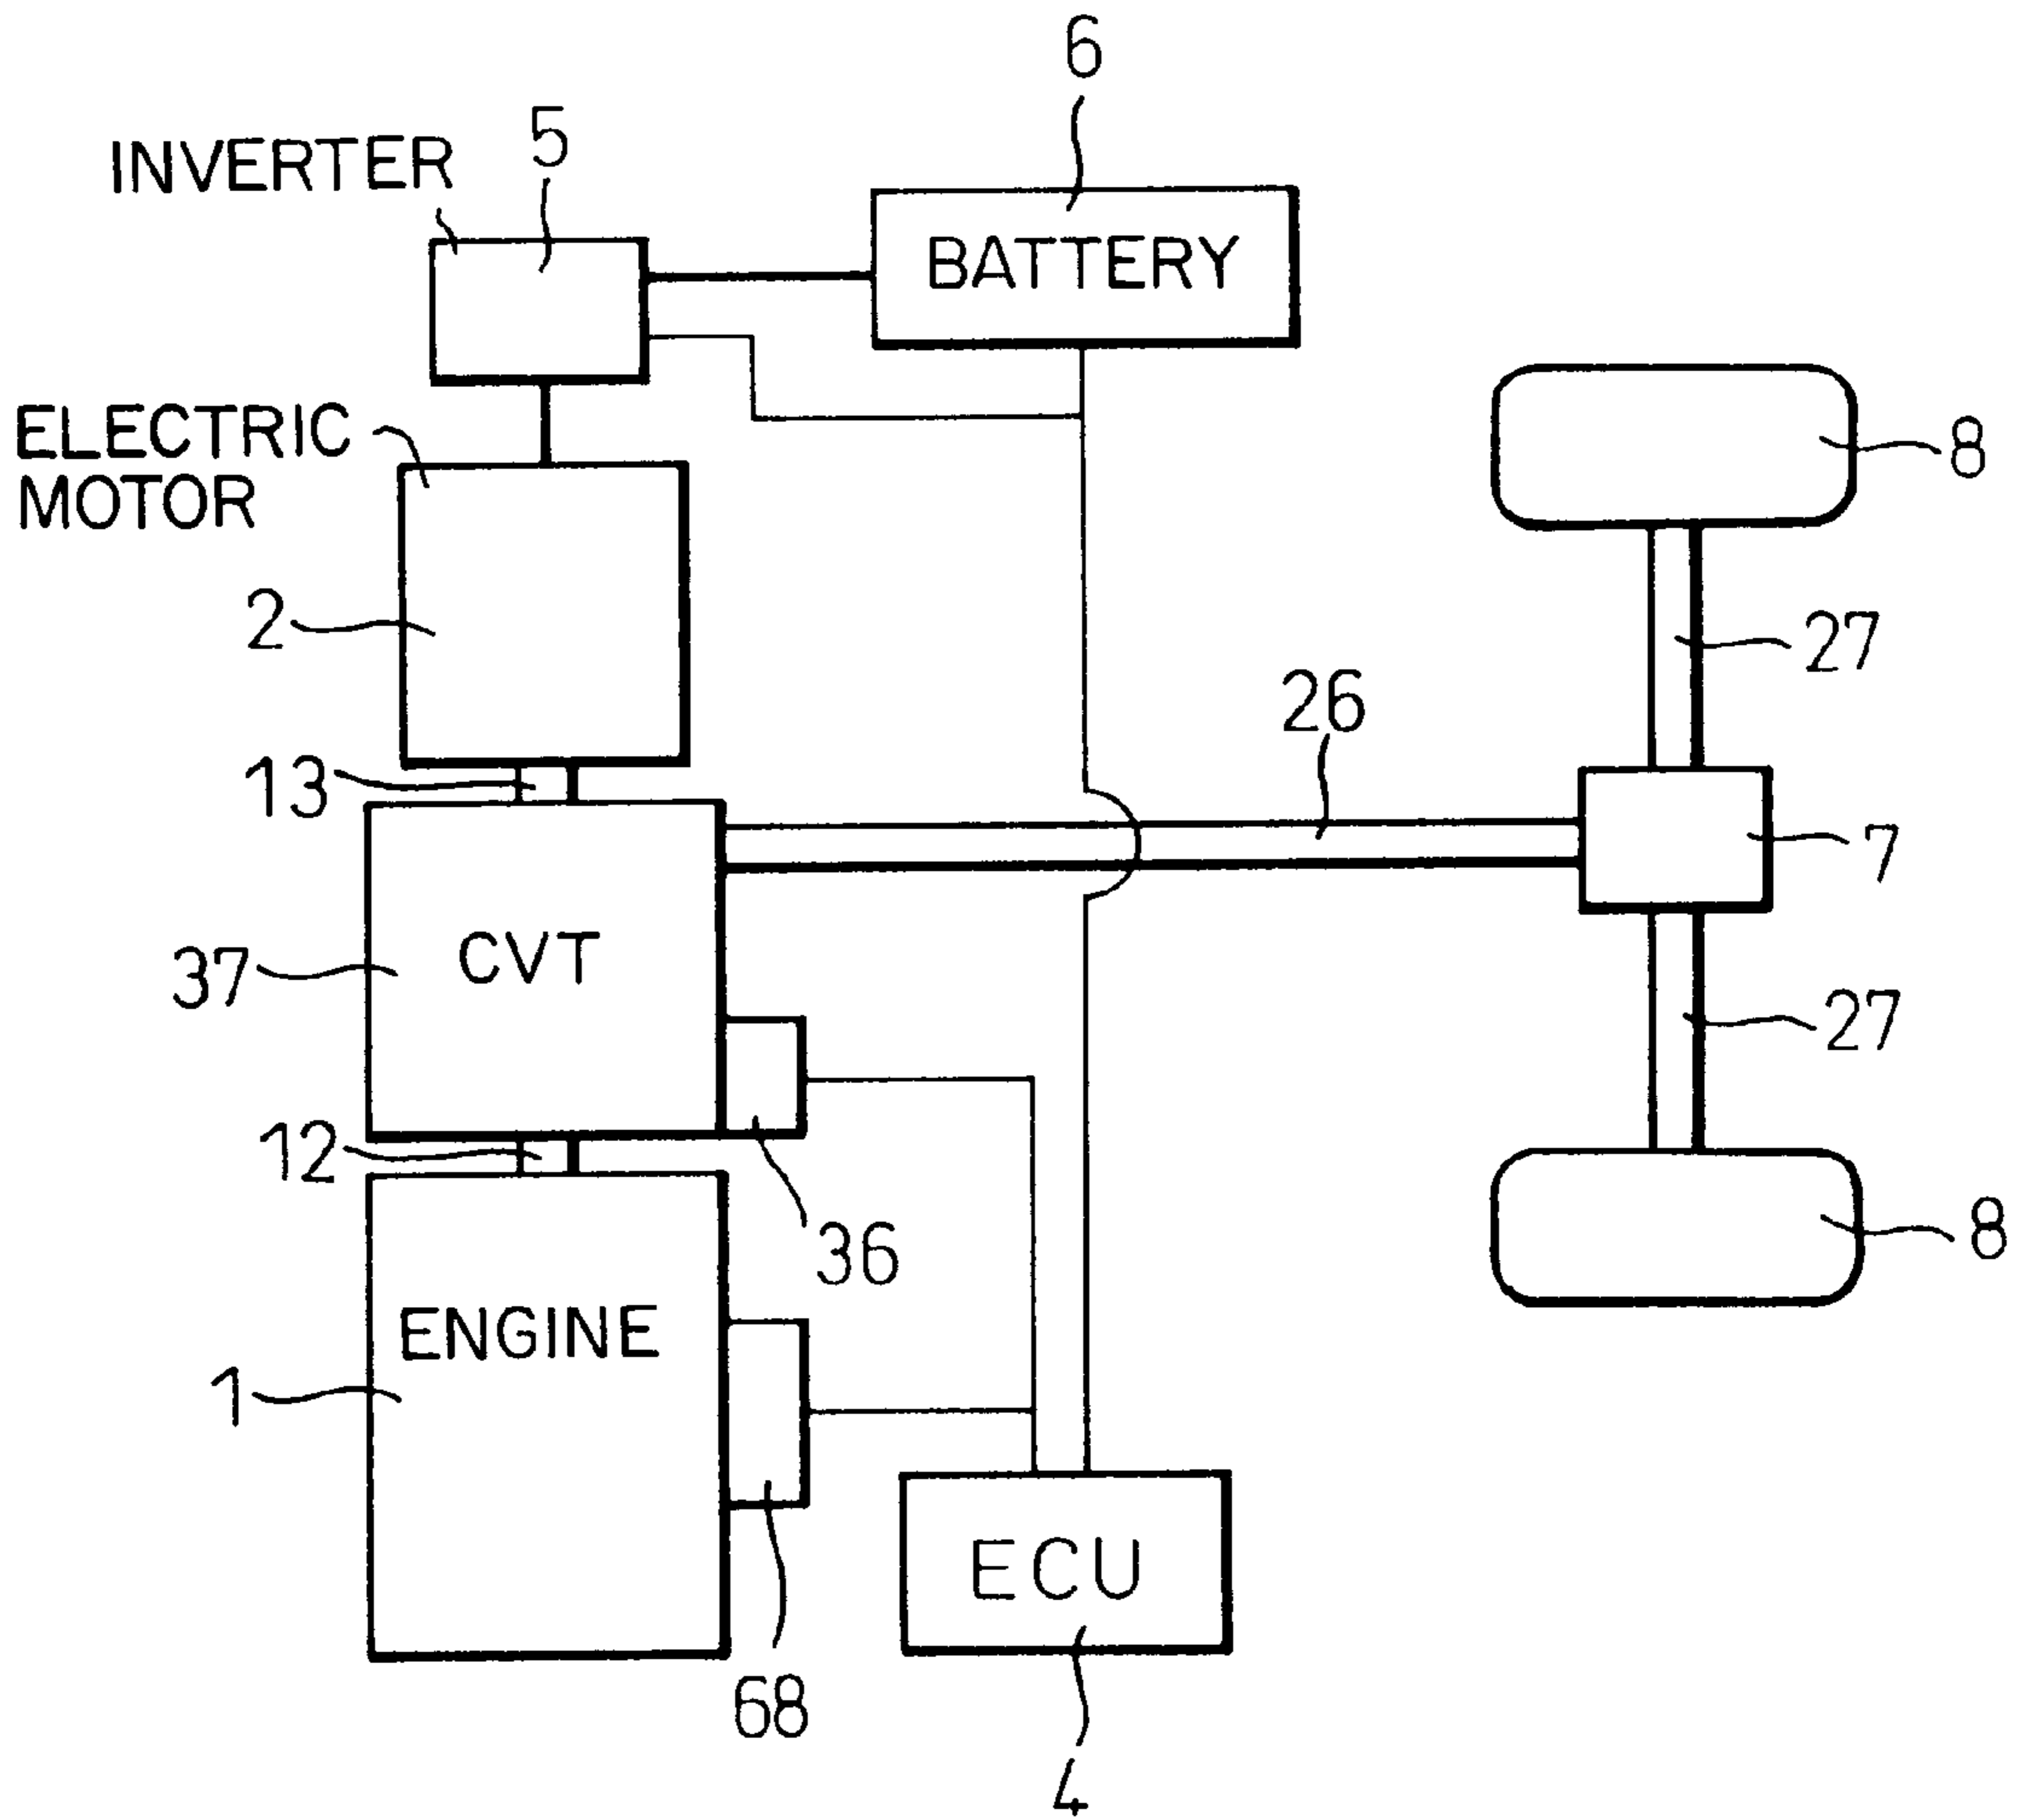 6
5
INVERTER
BATTERY
ELECTRIC
MOTOR
8
2
27
26
13
7
CVT
37
27
12
36
8
ENGINE
1
ECU
68
4